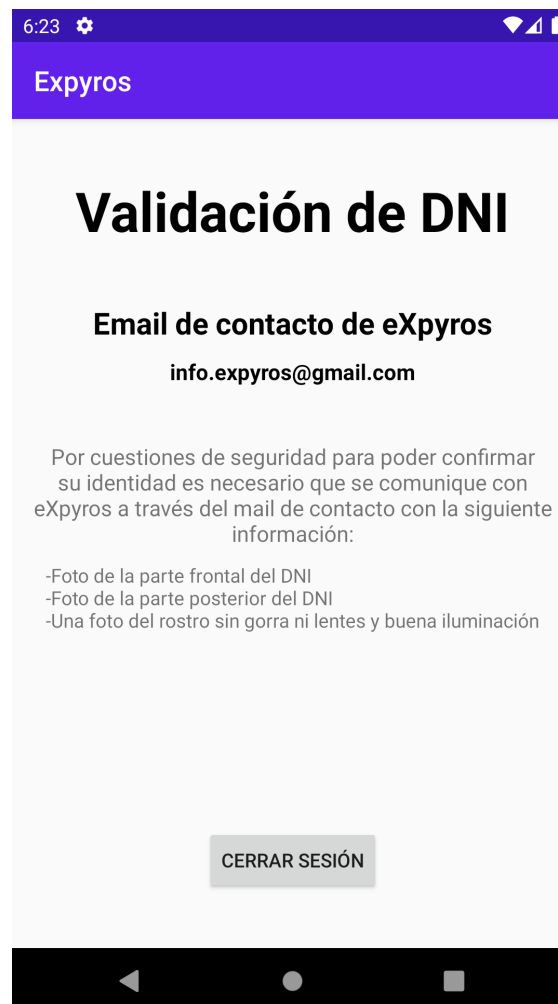 6:23
Expyros
Validación de DNI
Email de contacto de eXpyros
info.expyros@gmail.com
Por cuestiones de seguridad para poder confirmar
su identidad es necesario que se comunique con
eXpyros a través del mail de contacto con la siguiente
información:
-Foto de la parte frontal del DNI
-Foto de la parte posterior del DNI
-Una foto del rostro sin gorra ni lentes y buena iluminación
CERRAR SESIÓN